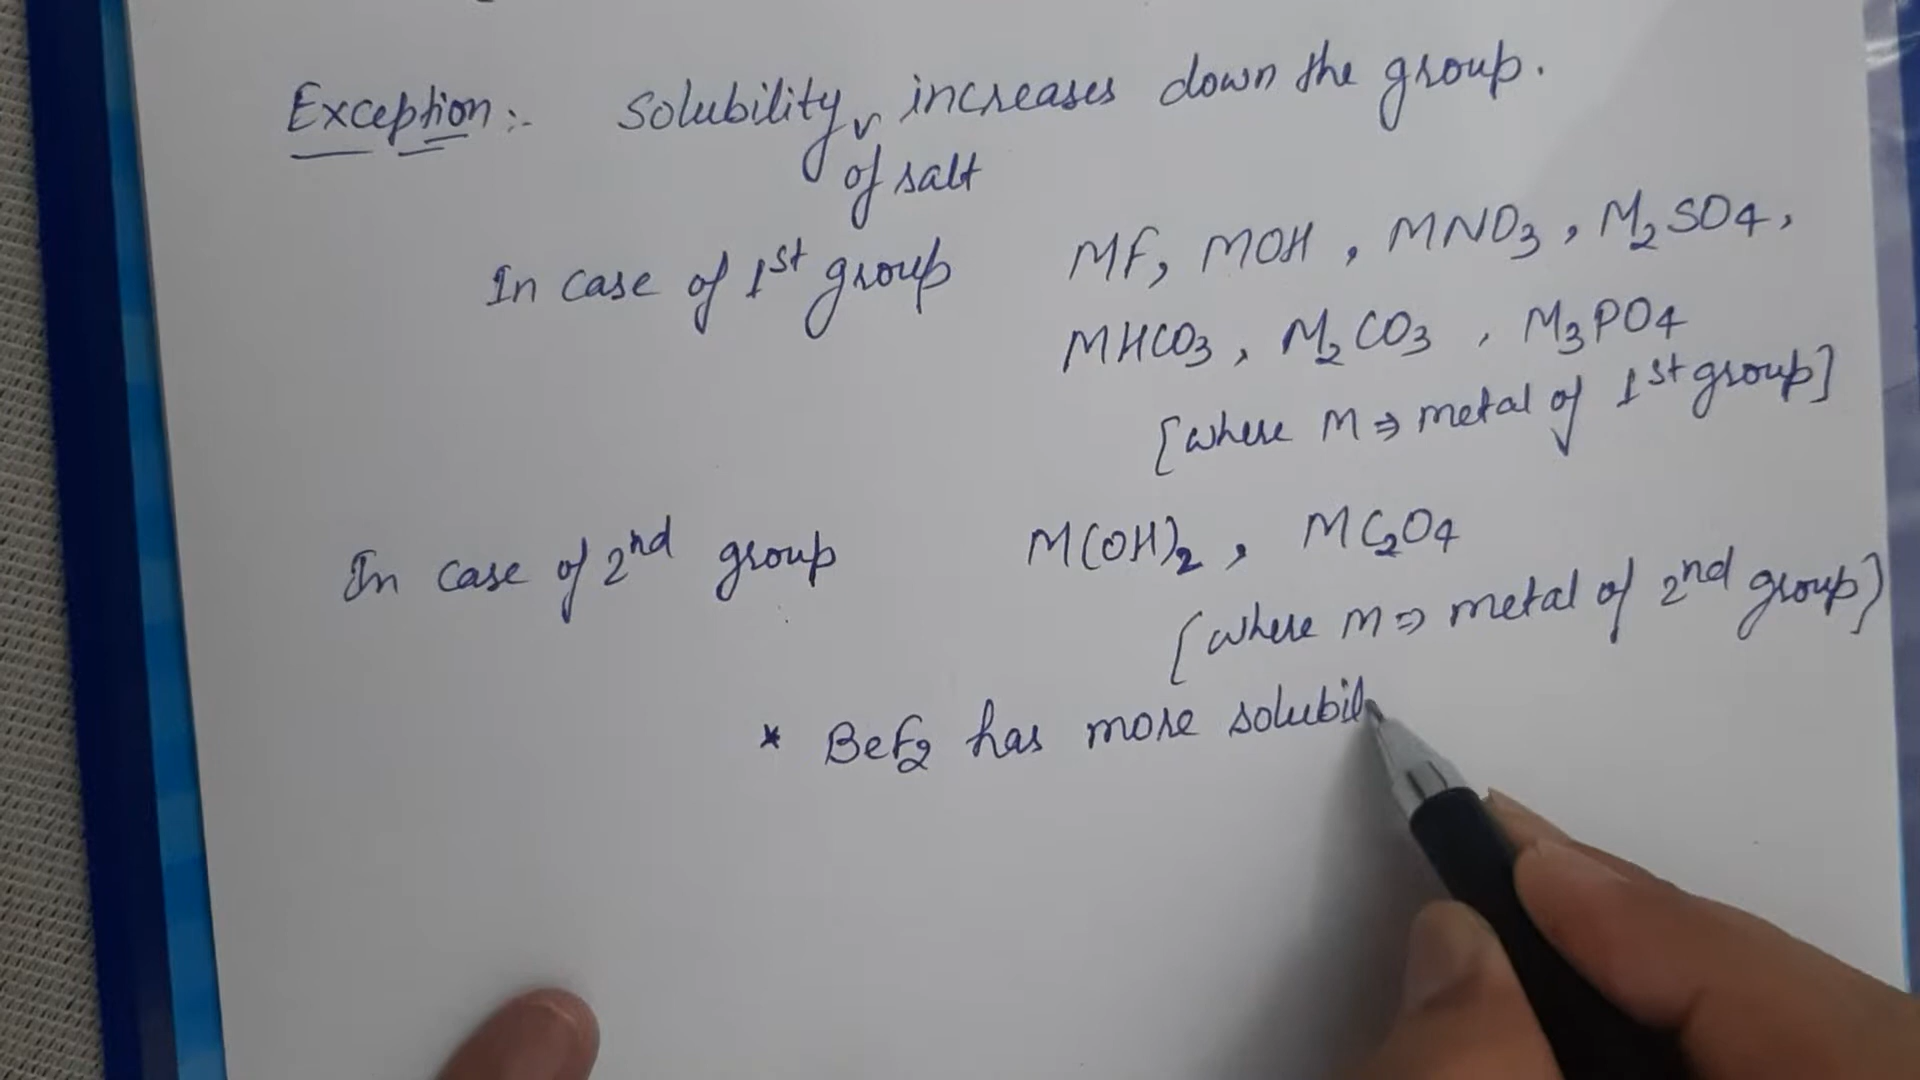 Exception:- Solubility of salt increases down the group.
In case of 1st group MF, MOH, MNO3, M2SO4,
MHCO3, M2CO3, M3PO4
[where M ⇒ metal of 1st group]
In case of 2nd group M(OH)2, MC2O4
[where M ⇒ metal of 2nd group]
* BeF2 has more solubil